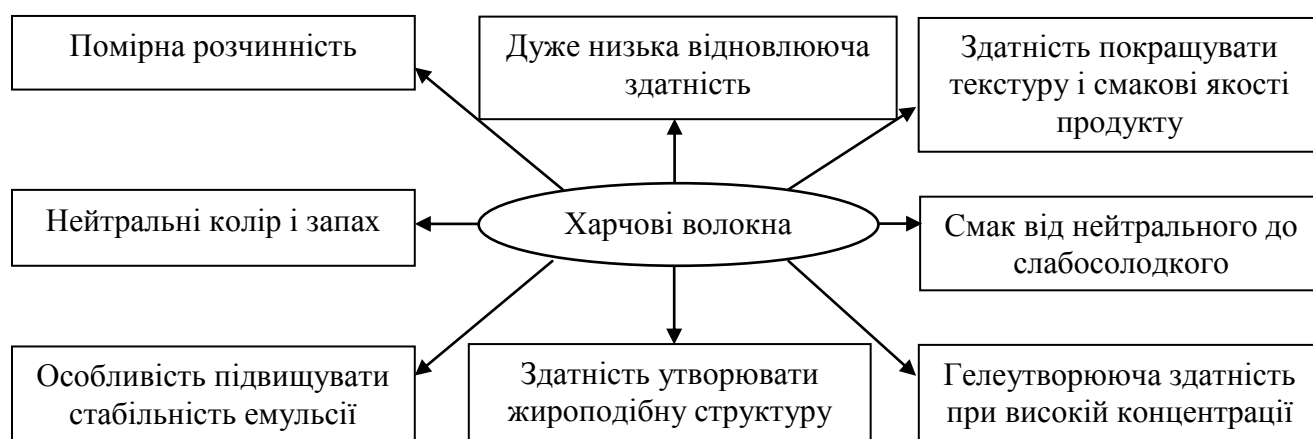 Помірна розчинність
Дуже низька відновлююча
здатність
Здатність покращувати
текстуру і смакові якості
продукту
Нейтральні колір і запах
Харчові волокна
Смак від нейтрального до
слабосолодкого
Особливість підвищувати
стабільність емульсії
Здатність утворювати
жироподібну структуру
Гелеутворююча здатність
при високій концентрації